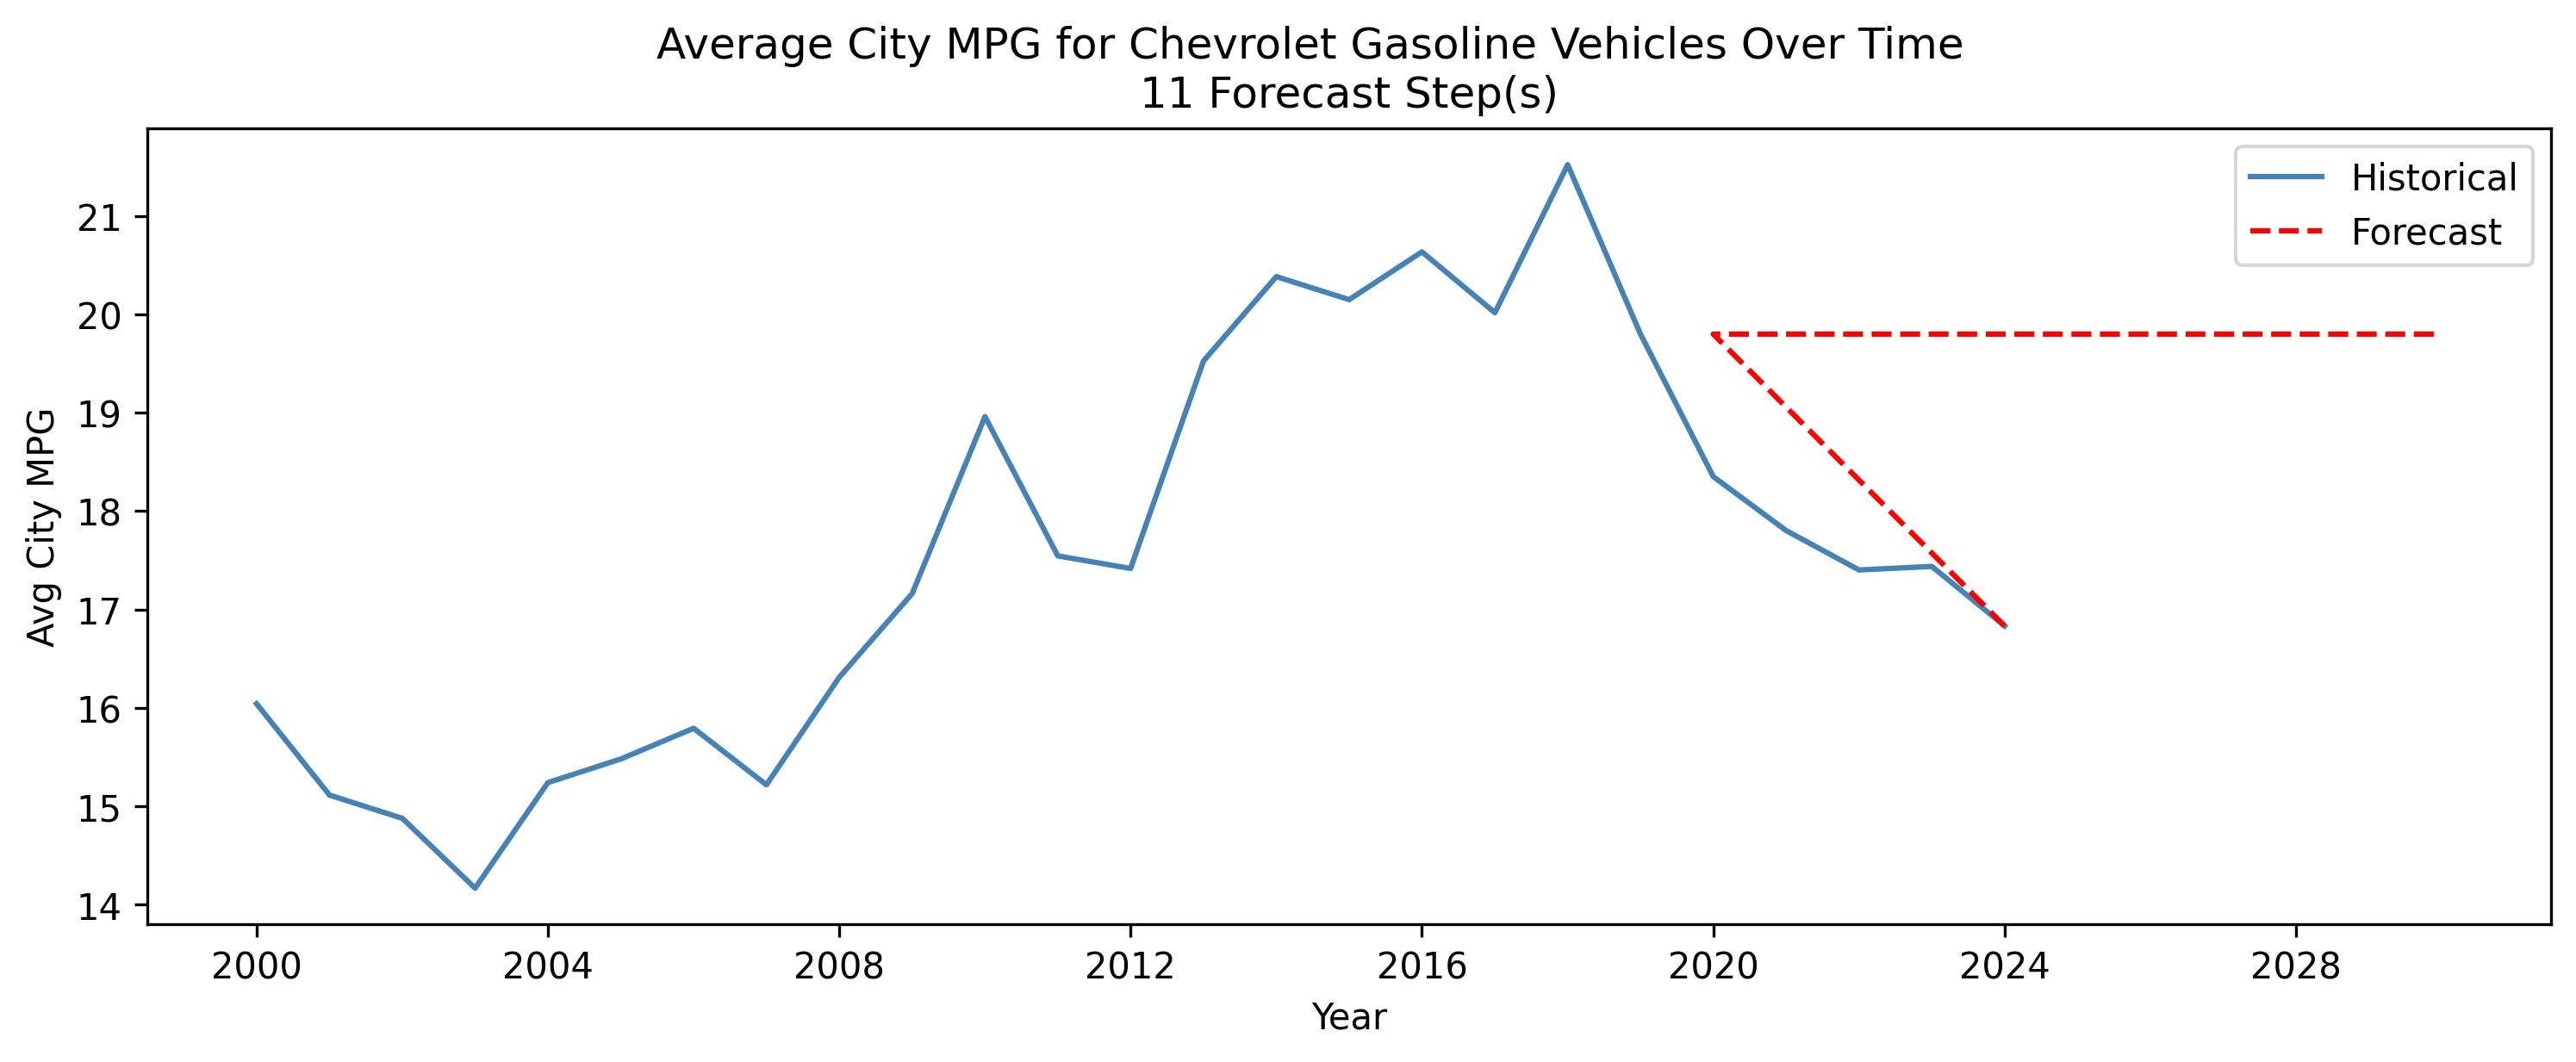 Average City MPG for Chevrolet Gasoline Vehicles Over Time
11 Forecast Step(s)
Historical
Forecast
21
20
19
18
17
16
15
14
Avg City MPG
2000 2004 2008 2012 2016 2020 2024 2028
Year